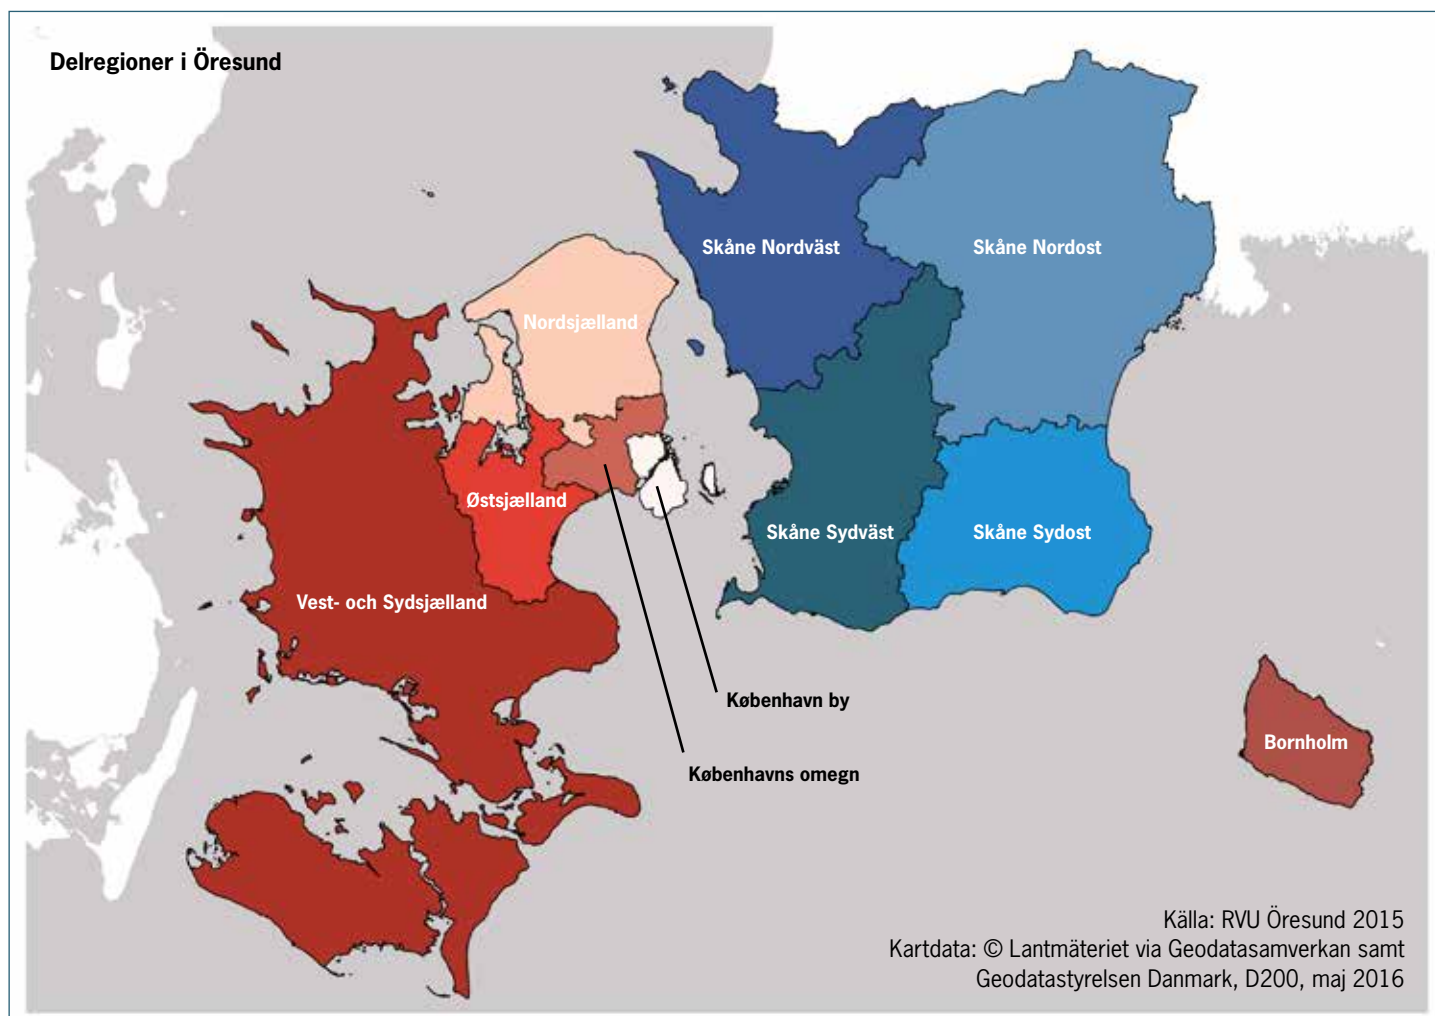 Delregioner i Öresund
Skåne Nordväst
Skåne Nordost
Nordsjælland
Østsjælland
Skåne Sydväst
Skåne Sydost
Vest- och Sydsjælland
København by
Bornholm
Københavns omegn
Källa: RVU Öresund 2015
Kartdata: © Lantmäteriet via Geodatasamverkan samt
Geodatastyrelsen Danmark, D200, maj 2016